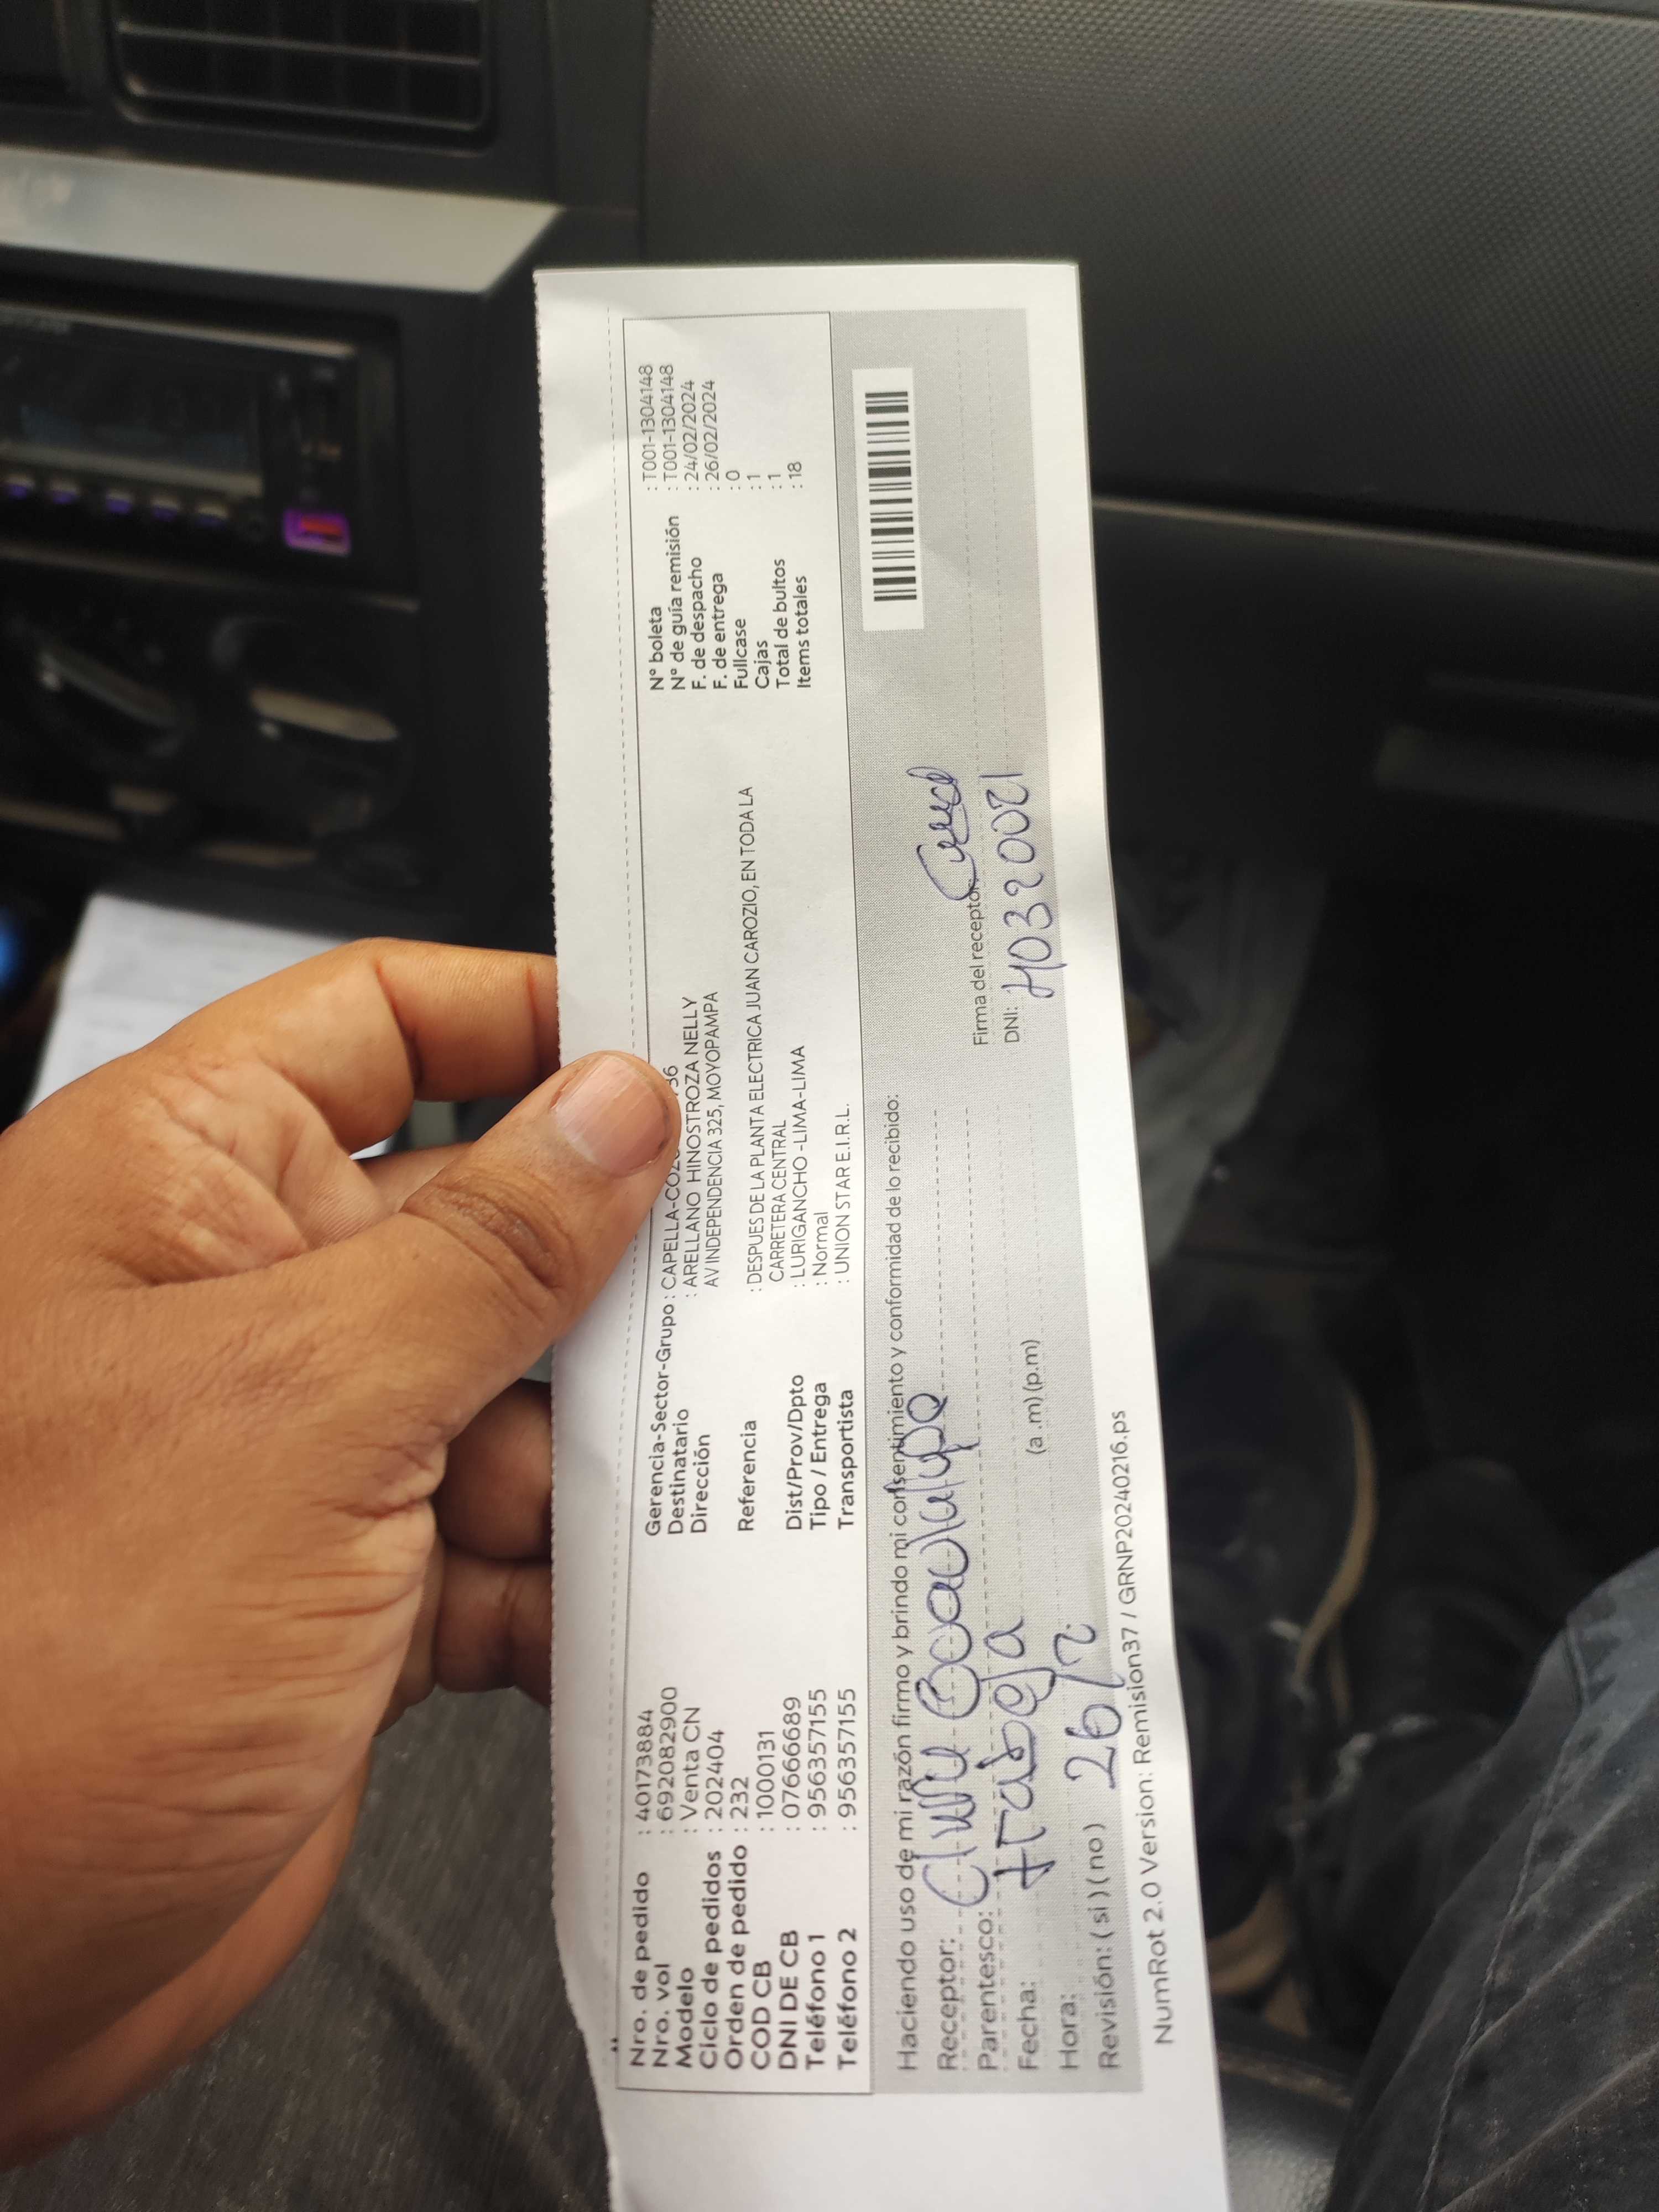 Nro. de pedido : 40173884
Nro. vol : 692082900
Modelo : Venta CN
Ciclo de pedidos : 202404
Orden de pedido : 232
COD CB : 1000131
DNI DE CB : 07666689
Teléfono 1 : 956357155
Teléfono 2 : 956357155
Gerencia-Sector-Grupo : CAPELLA-
Destinatario : ARELLANO HINOSTROZA NELLY
Dirección AV INDEPENDENCIA 325, MOYOPAMPA
Referencia : DESPUES DE LA PLANTA ELECTRICA JUAN CAROZIO, EN TODA LA
CARRETERA CENTRAL
Dist/Prov/Dpto : LURIGANCHO -LIMA-LIMA
Tipo / Entrega : Normal
Transportista : UNION STAR E.I.R.L.
N° boleta : T001-1304148
N° de guía remisión : T001-1304148
F. de despacho : 24/02/2024
F. de entrega : 26/02/2024
Fullcase : 0
Cajas : 1
Total de bultos : 1
Items totales : 18
Haciendo uso de mi razón firmo y brindo mi consentimiento y conformidad de lo recibido:
Receptor:
Parentesco: trabaja
Fecha:
Hora: 26/2 (a .m) (p.m)
Revisión: ( si ) ( no )
Firma del receptor:
DNI: 40320021
NumRot 2.0 Version: Remision37 / GRNP20240216.ps